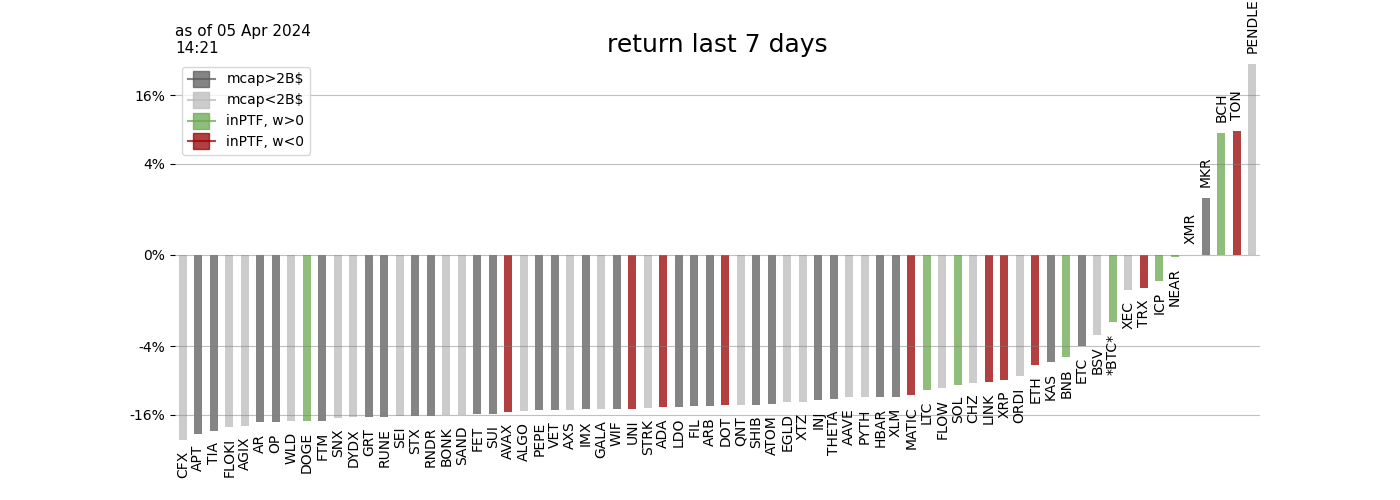 as of 05 Apr 2024
14:21
return last 7 days
mcap>2B$
mcap<2B$
inPTF, w>0
inPTF, w<0
16%
4%
0%
-4%
-16%
CFX
APT
TIA
FLOKI
AGIX
AR
OP
WLD
DOGE
FTM
SNX
DYDX
GRT
RUNE
SEI
STX
RNDR
BONK
SAND
FET
SUI
AVAX
ALGO
PEPE
VET
AXS
IMX
GALA
WIF
UNI
STRK
ADA
LDO
FIL
ARB
DOT
QNT
SHIB
ATOM
EGLD
XTZ
INJ
THETA
AAVE
PYTH
HBAR
XLM
MATIC
LTC
FLOW
SOL
CHZ
LINK
XRP
ORDI
ETH
KAS
BNB
ETC
BSV
*BTC*
XEC
TRX
ICP
NEAR
XMR
MKR
BCH
TON
PENDLE